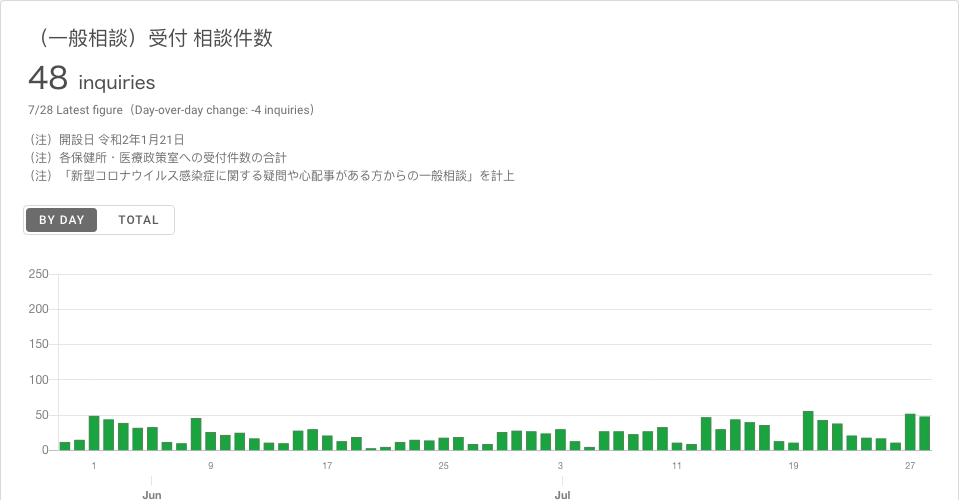 （一般相談）受付 相談件数
48 inquiries
7/28 Latest figure（Day-over-day change: -4 inquiries）
（注）開設日 令和2年1月21日
（注）各保健所・医療政策室への受付件数の合計
（注）「新型コロナウイルス感染症に関する疑問や心配事がある方からの一般相談」を計上
BY DAY TOTAL
250
200
150
100
50
0
1 9 17 25 3 11 19 27
Jun Jul